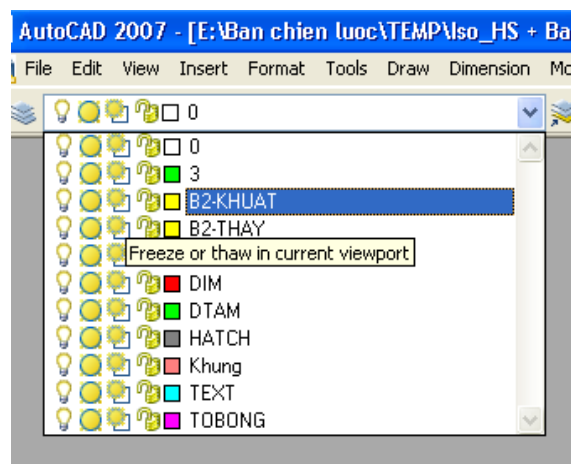 AutoCAD 2007 - [E:\Ban chien luoc\TEMP\Iso_HS + Ba
File Edit View Insert Format Tools Draw Dimension Mo
0
0
3
B2-KHUAT
B2-THAY
Freeze or thaw in current viewport
DIM
DTAM
HATCH
Khung
TEXT
TOBONG